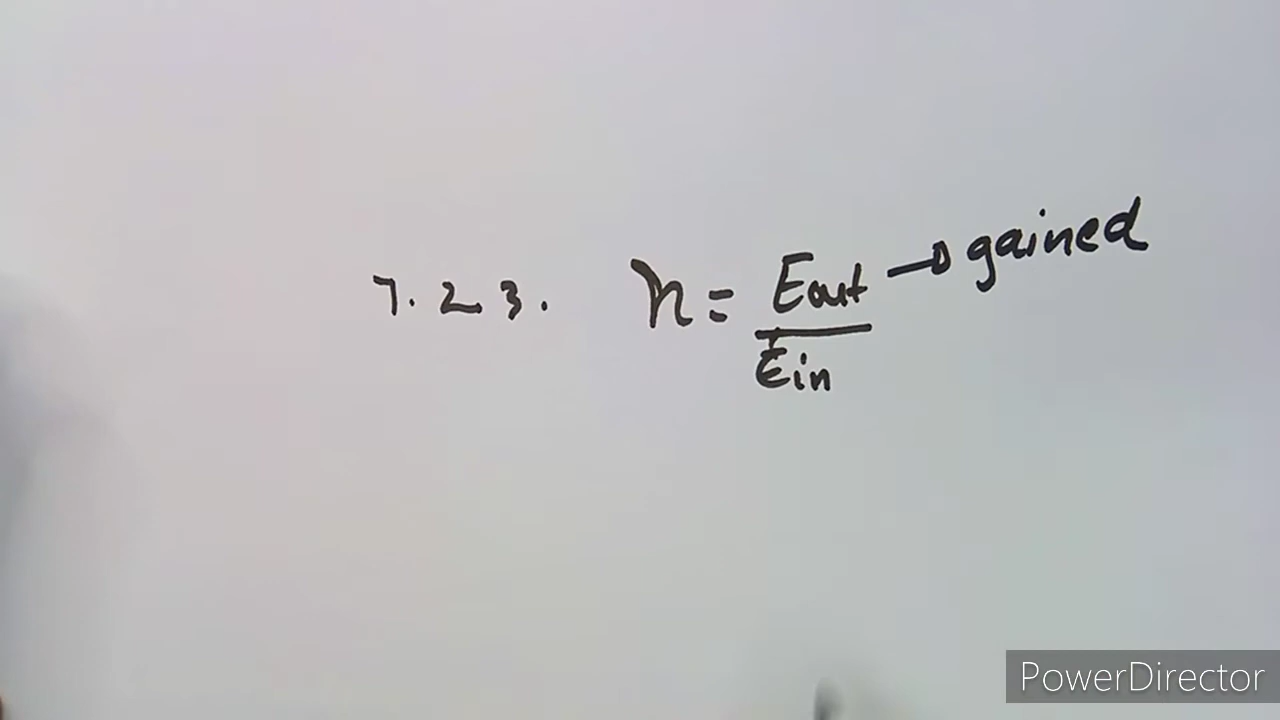 7.2.3. η = Eout → gained
Ein
PowerDirector